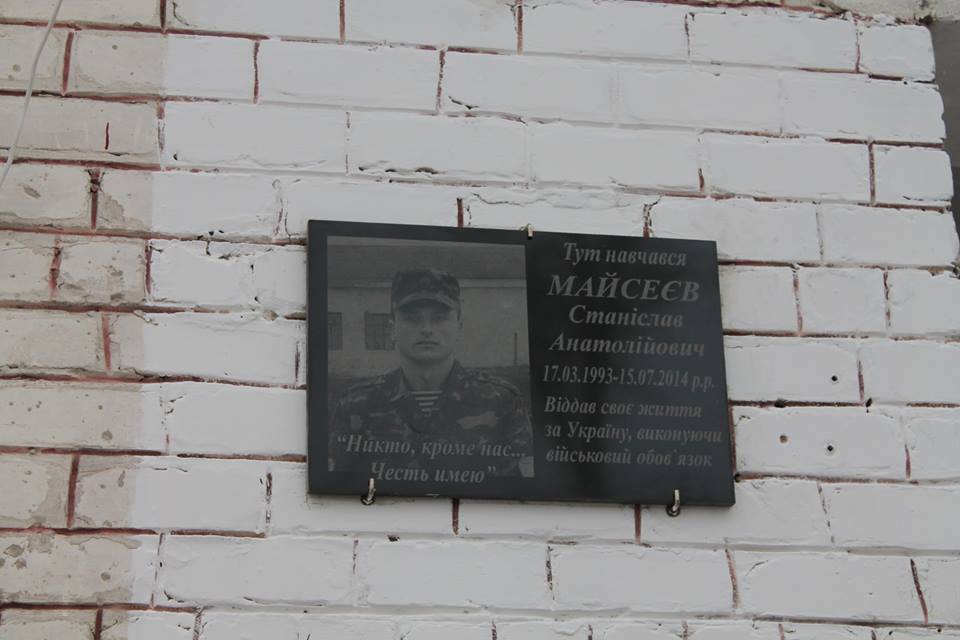 Тут навчався
МАЙСЕЄВ
Станіслав
Анатолійович
17.03.1993-15.07.2014 р.р.
Віддав своє життя
за Україну, виконуючи
військовий обов`язок
“Никто, кроме нас...
Честь имею”